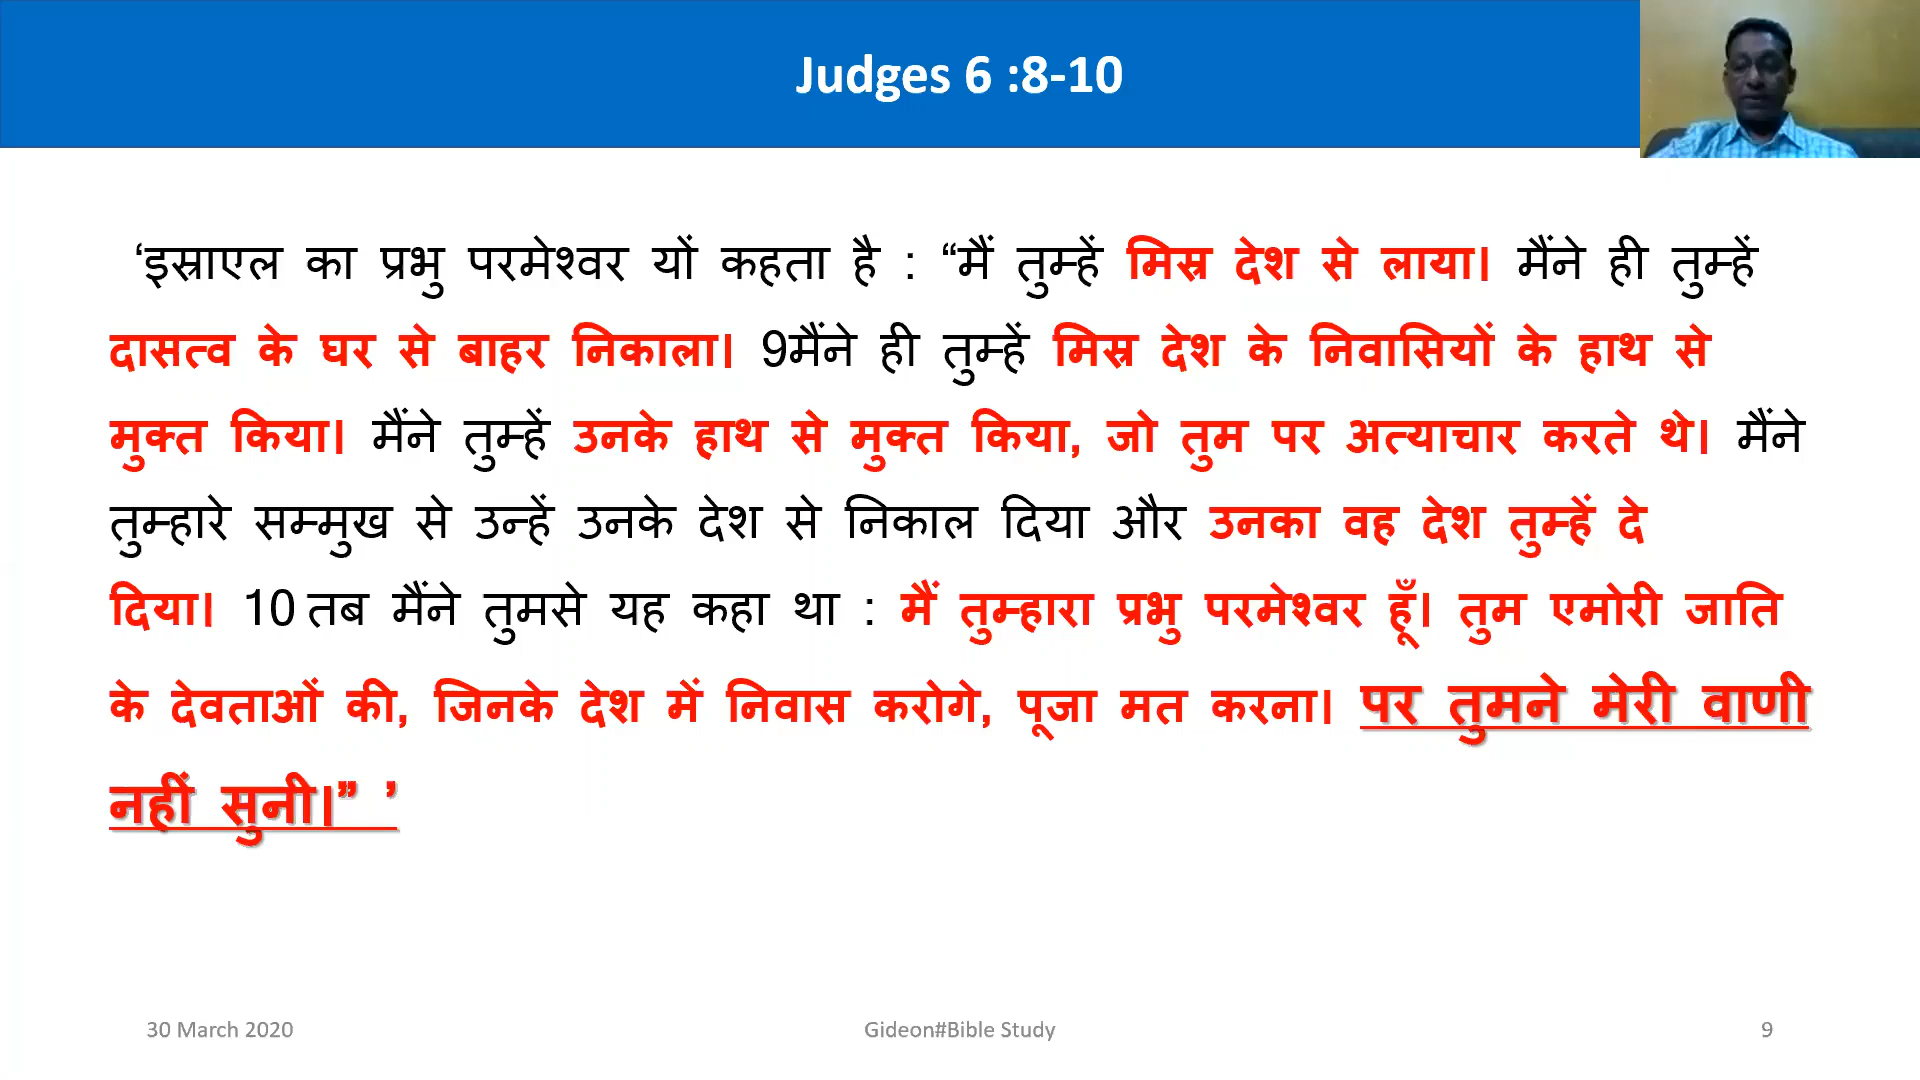 Judges 6 :8-10
‘इस्राएल का प्रभु परमेश्वर यों कहता है : “मैं तुम्हें मिस्र देश से लाया। मैंने ही तुम्हें
दासत्व के घर से बाहर निकाला। 9मैंने ही तुम्हें मिस्र देश के निवासियों के हाथ से
मुक्त किया। मैंने तुम्हें उनके हाथ से मुक्त किया, जो तुम पर अत्याचार करते थे। मैंने
तुम्हारे सम्मुख से उन्हें उनके देश से निकाल दिया और उनका वह देश तुम्हें दे
दिया। 10 तब मैंने तुमसे यह कहा था : मैं तुम्हारा प्रभु परमेश्वर हूँ। तुम एमोरी जाति
के देवताओं की, जिनके देश में निवास करोगे, पूजा मत करना। पर तुमने मेरी वाणी
नहीं सुनी।” ’
30 March 2020
Gideon#Bible Study
9